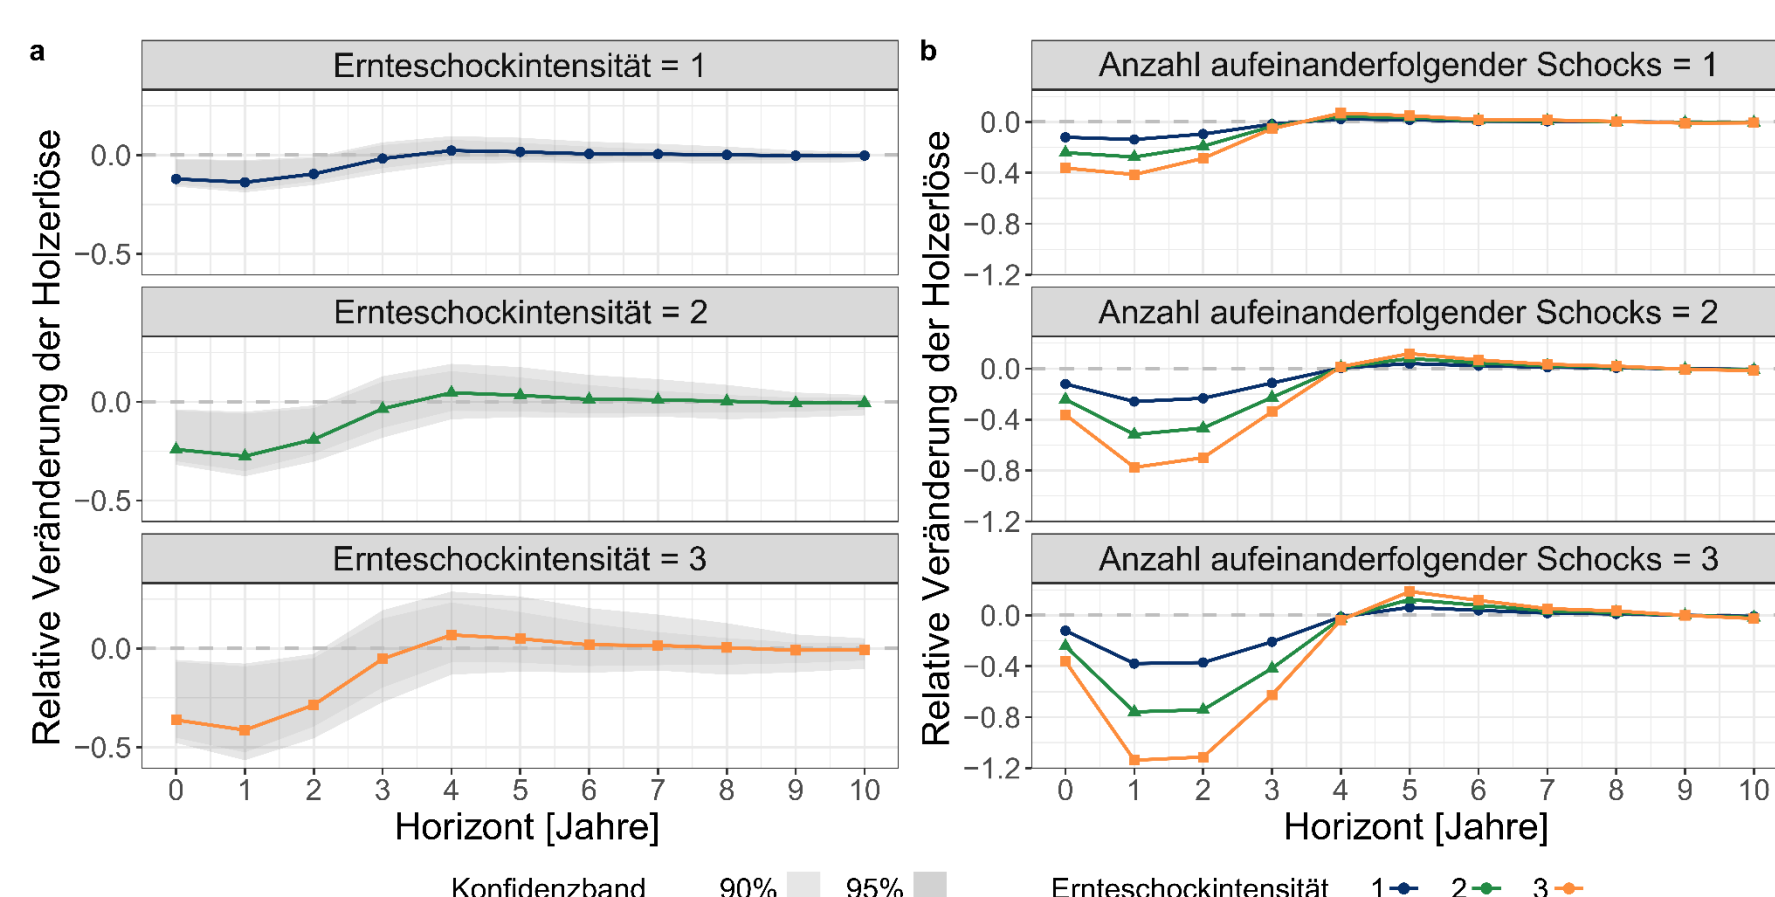 a
Relative Veränderung der Holzerlöse
Ernteschockintensität = 1
0.0
−0.5
Ernteschockintensität = 2
0.0
−0.5
Ernteschockintensität = 3
0.0
−0.5
0 1 2 3 4 5 6 7 8 9 10
Horizont [Jahre]
b
Relative Veränderung der Holzerlöse
Anzahl aufeinanderfolgender Schocks = 1
0.0
−0.4
−0.8
−1.2
Anzahl aufeinanderfolgender Schocks = 2
0.0
−0.4
−0.8
−1.2
Anzahl aufeinanderfolgender Schocks = 3
0.0
−0.4
−0.8
−1.2
0 1 2 3 4 5 6 7 8 9 10
Horizont [Jahre]
Konfidenzband 90% 95%
Ernteschockintensität 1 2 3